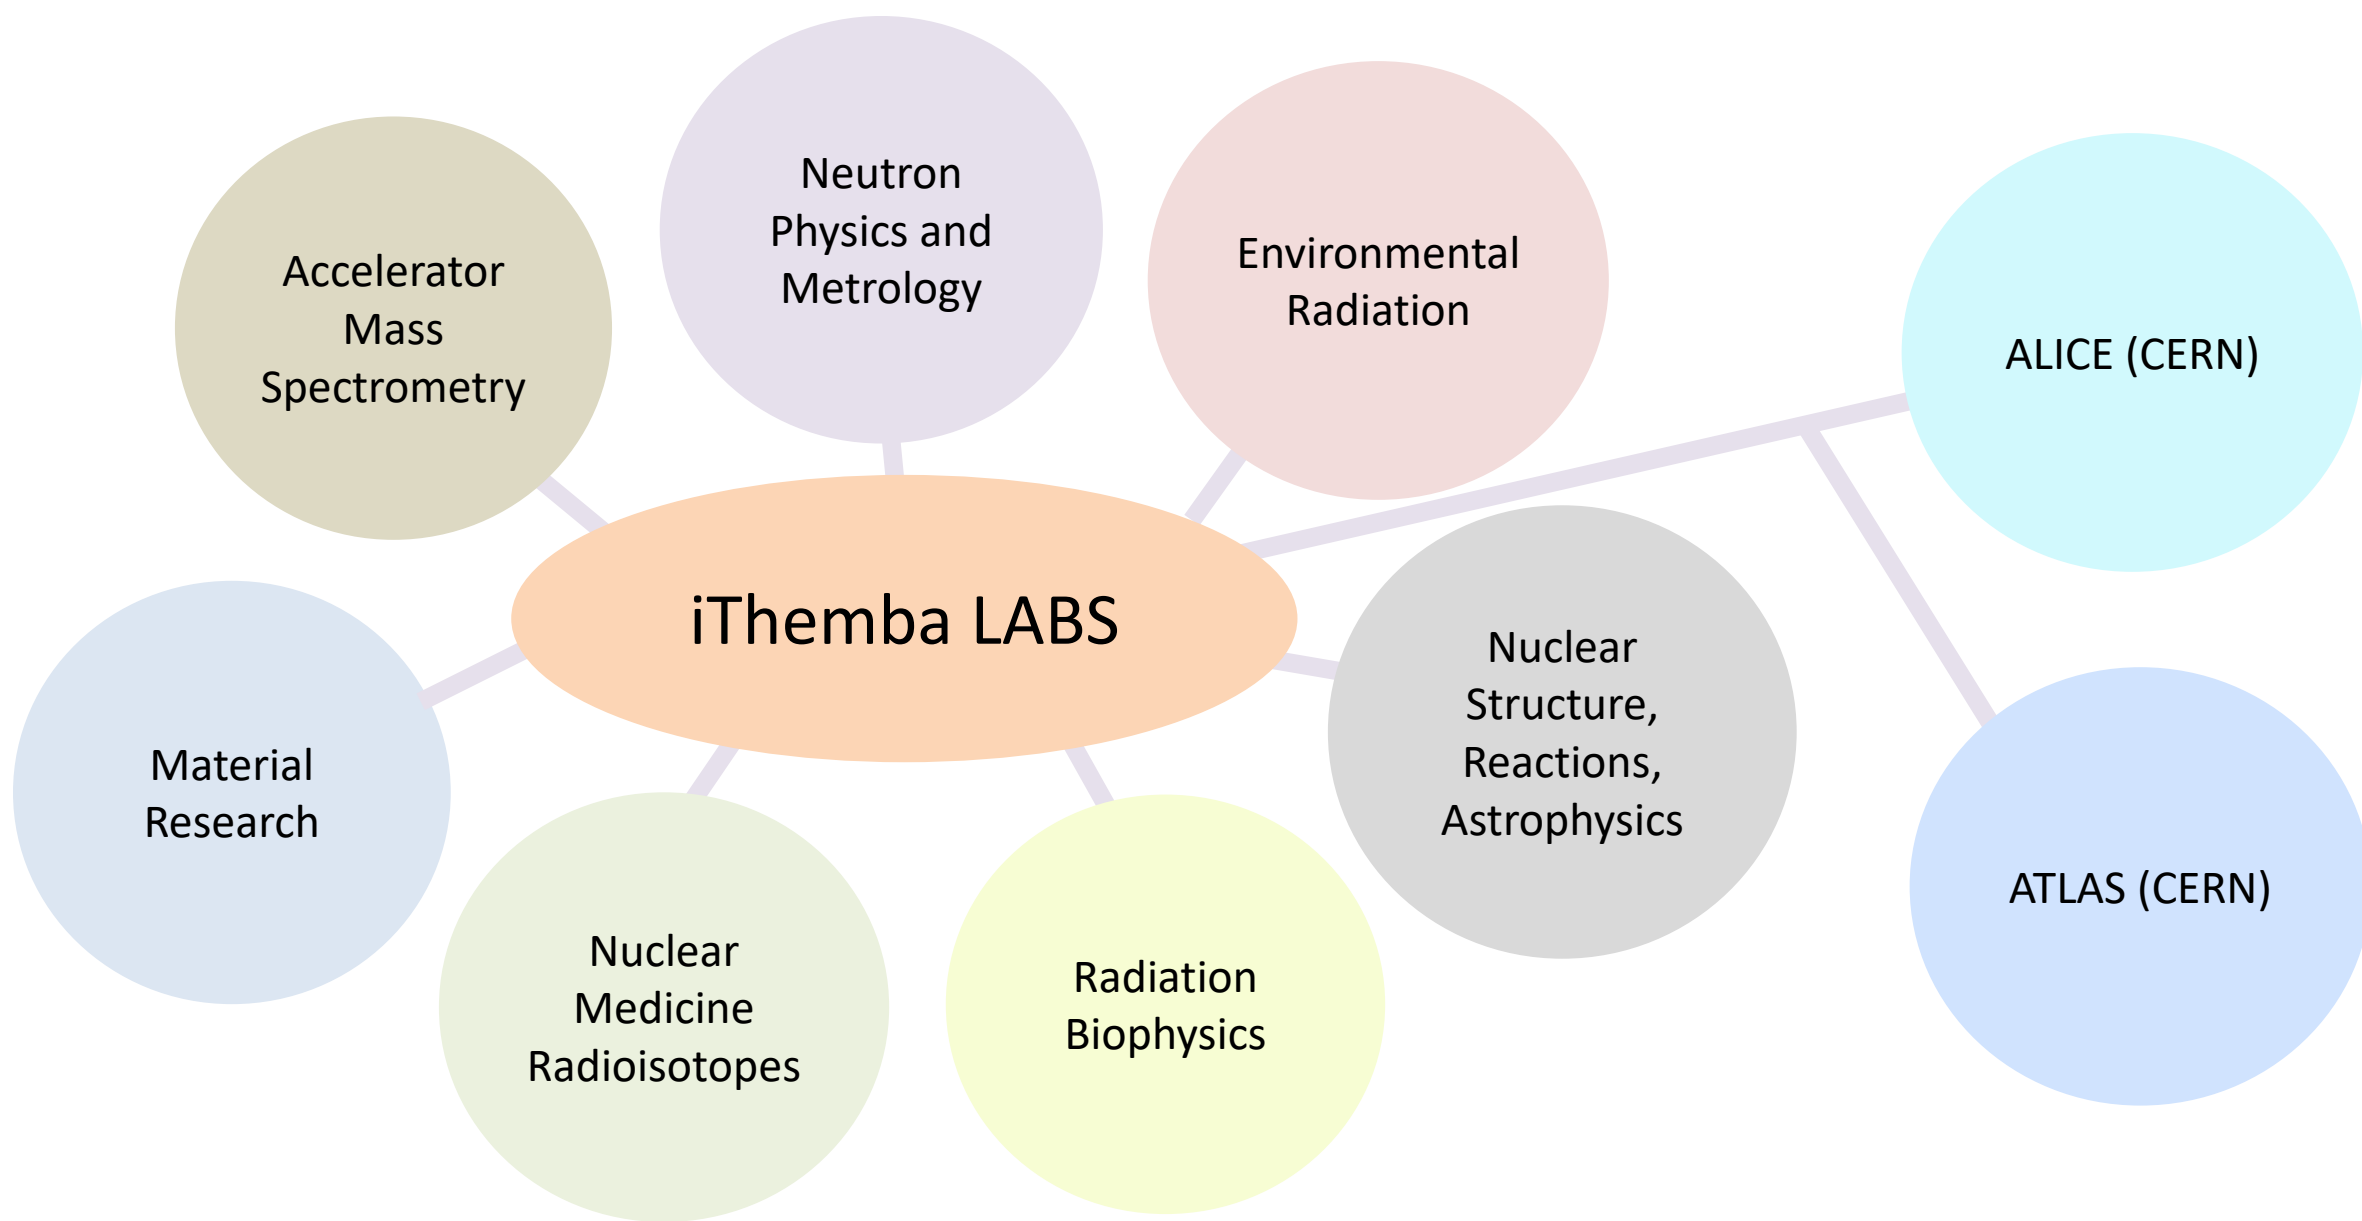 Neutron
Physics and
Metrology
Environmental
Radiation
Accelerator
Mass
Spectrometry
ALICE (CERN)
iThemba LABS
Nuclear
Structure,
Reactions,
Astrophysics
Material
Research
ATLAS (CERN)
Nuclear
Medicine
Radioisotopes
Radiation
Biophysics